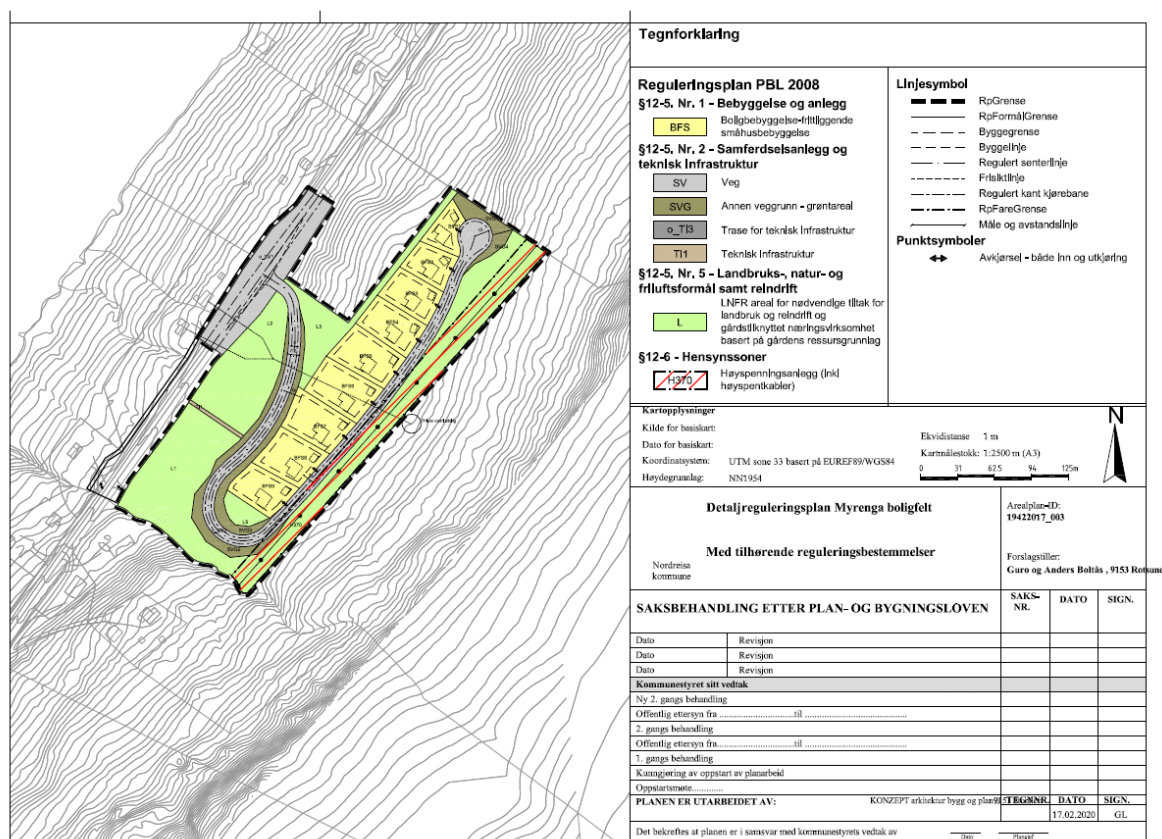 Tegnforklaring
Reguleringsplan PBL 2008
§12-5. Nr. 1 - Bebyggelse og anlegg
BFS
Boligbebyggelse-frittliggende
småhusbebyggelse
§12-5. Nr. 2 - Samferdselsanlegg og
teknisk infrastruktur
SV
Veg
SVG
Annen veggrunn - grøntareal
o_TI3
Trase for teknisk infrastruktur
TI1
Teknisk infrastruktur
§12-5, Nr. 5 - Landbruks-, natur- og
friluftsformål samt reindrift
L
LNFR areal for nødvendige tiltak for
landbruk og reindrift og
gårdstilknyttet næringsvirksomhet
basert på gårdens ressursgrunnlag
§12-6 - Hensynssoner
H370
Høyspenningsanlegg (inkl
høyspentkabler)
Linjesymbol
RpGrense
RpFormålGrense
Byggegrense
Byggelinje
Regulert senterlinje
Frisiktlinje
Regulert kant kjørebane
RpFareGrense
Måle og avstandslinje
Punktsymboler
Avkjørsel - både inn og utkjøring
Kartopplysninger
Kilde for basiskart:
Dato for basiskart:
Koordinatsystem: UTM sone 33 basert på EUREF89/WGS84
Høydegrunnlag: NN1954
Ekvidistanse 1 m
Kartmålestokk: 1:2500 m (A3)
0 31 62.5 94 125m
N
Detaljreguleringsplan Myrenga boligfelt
Med tilhørende reguleringsbestemmelser
Nordreisa
kommune
Arealplan-ID:
19422017_003
Forslagstiller:
Guro og Anders Boltås , 9153 Rotsund
SAKSBEHANDLING ETTER PLAN- OG BYGNINGSLOVEN
SAKS-
NR.
DATO
SIGN.
Dato Revisjon
Dato Revisjon
Dato Revisjon
Kommunestyret sitt vedtak
Ny 2. gangs behandling
Offentlig ettersyn fra ...............................til ..........................................
2. gangs behandling
Offentlig ettersyn fra...............................til ..........................................
1. gangs behandling
Kunngjøring av oppstart av planarbeid
Oppstartsmøte.............
PLANEN ER UTARBEIDET AV: KONZEPT arkitektur bygg og plan TEGNNR. DATO SIGN.
17.02.2020 GL
Det bekreftes at planen er i samsvar med kommunestyrets vedtak av
Dato Plansjef
L1
L2
L3
BFS4
BFS5
BFS6
BFS7
BFS8
BFS9
H370